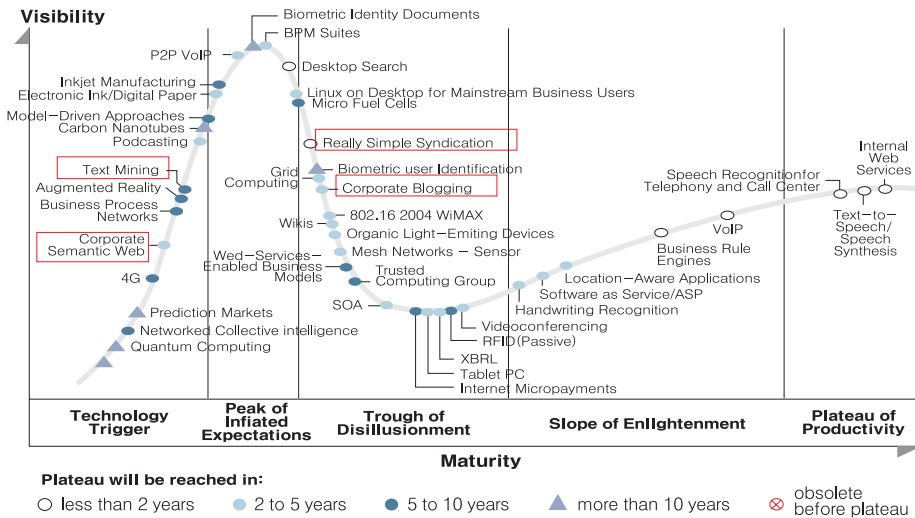 Visibility
Biometric Identity Documents
BPM Suites
P2P VoIP
Desktop Search
Inkjet Manufacturing
Electronic Ink/Digital Paper
Linux on Desktop for Mainstream Business Users
Micro Fuel Cells
Model-Driven Approaches
Carbon Nanotubes
Podcasting
Really Simple Syndication
Text Mining
Biometric user Identification
Grid
Computing
Corporate Blogging
Augmented Reality
Business Process
Networks
802.16 2004 WiMAX
Wikis
Organic Light-Emiting Devices
Corporate
Semantic Web
Mesh Networks-Sensor
Wed-Services-
Enabled Business
Models
Trusted
Computing Group
4G
SOA
Prediction Markets
Networked Collective intelligence
Quantum Computing
Videoconferencing
RFID(Passive)
XBRL
Tablet PC
Internet Micropayments
Location-Aware Applications
Software as Service/ASP
Handwriting Recognition
VoIP
Business Rule
Engines
Speech Recognitionfor
Telephony and Call Center
Internal
Web
Services
Text-to-
Speech/
Speech
Synthesis
Technology
Trigger
Peak of
Infiated
Expectations
Trough of
Disillusionment
Slope of Enlightenment
Plateau of
Productivity
Maturity
Plateau will be reached in:
less than 2 years
2 to 5 years
5 to 10 years
more than 10 years
obsolete
before plateau